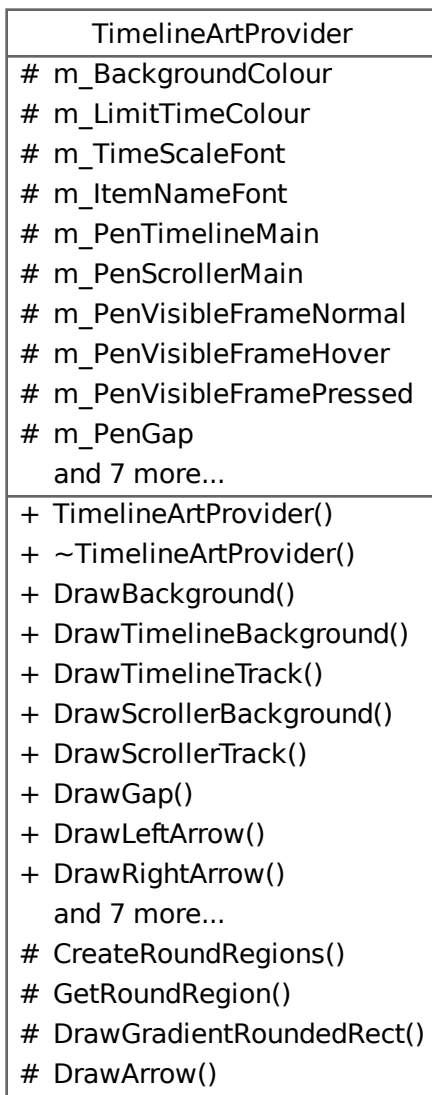 TimelineArtProvider
# m_BackgroundColour
# m_LimitTimeColour
# m_TimeScaleFont
# m_ItemNameFont
# m_PenTimelineMain
# m_PenScrollerMain
# m_PenVisibleFrameNormal
# m_PenVisibleFrameHover
# m_PenVisibleFramePressed
# m_PenGap
and 7 more...
+ TimelineArtProvider()
+ ~TimelineArtProvider()
+ DrawBackground()
+ DrawTimelineBackground()
+ DrawTimelineTrack()
+ DrawScrollerBackground()
+ DrawScrollerTrack()
+ DrawGap()
+ DrawLeftArrow()
+ DrawRightArrow()
and 7 more...
# CreateRoundRegions()
# GetRoundRegion()
# DrawGradientRoundedRect()
# DrawArrow()